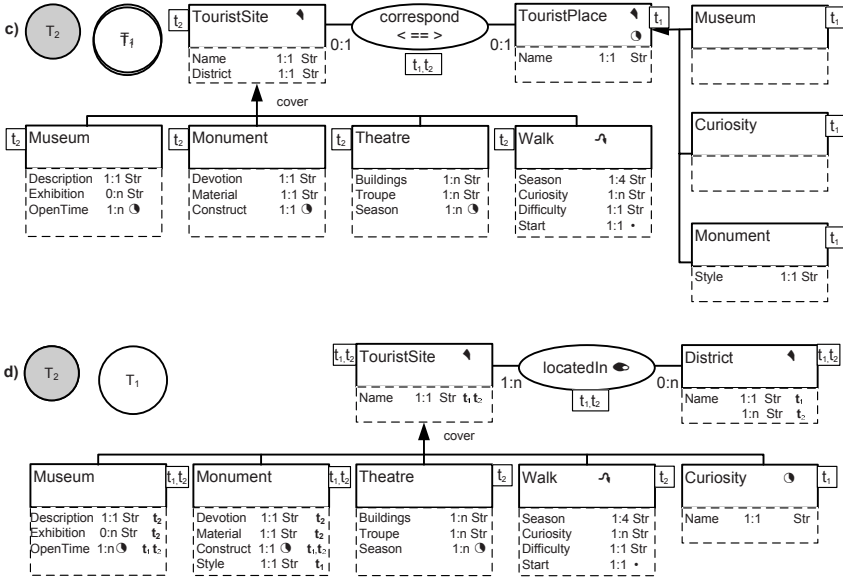 c) T₂ T₁
t₂ TouristSite
Name 1:1 Str
District 1:1 Str
0:1 correspond 0:1
< == >
t₁,t₂
TouristPlace t₁
Name 1:1 Str
Museum t₁
Curiosity t₁
Monument t₁
Style 1:1 Str
cover
t₂ Museum
Description 1:1 Str
Exhibition 0:n Str
OpenTime 1:n
t₂ Monument
Devotion 1:1 Str
Material 1:1 Str
Construct 1:1
t₂ Theatre
Buildings 1:n Str
Troupe 1:n Str
Season 1:n
t₂ Walk
Season 1:4 Str
Curiosity 1:n Str
Difficulty 1:1 Str
Start 1:1 •
d) T₂ T₁
t₁,t₂ TouristSite
Name 1:1 Str t₁ t₂
1:n locatedIn 0:n
t₁,t₂
District t₁,t₂
Name 1:1 Str t₁
1:n Str t₂
cover
Museum t₁,t₂
Description 1:1 Str t₂
Exhibition 0:n Str t₂
OpenTime 1:n t₁ t₂
Monument t₁,t₂
Devotion 1:1 Str t₂
Material 1:1 Str t₂
Construct 1:1 t₁,t₂
Style 1:1 Str t₁
Theatre t₂
Buildings 1:n Str
Troupe 1:n Str
Season 1:n
Walk t₂
Season 1:4 Str
Curiosity 1:n Str
Difficulty 1:1 Str
Start 1:1 •
Curiosity t₁
Name 1:1 Str